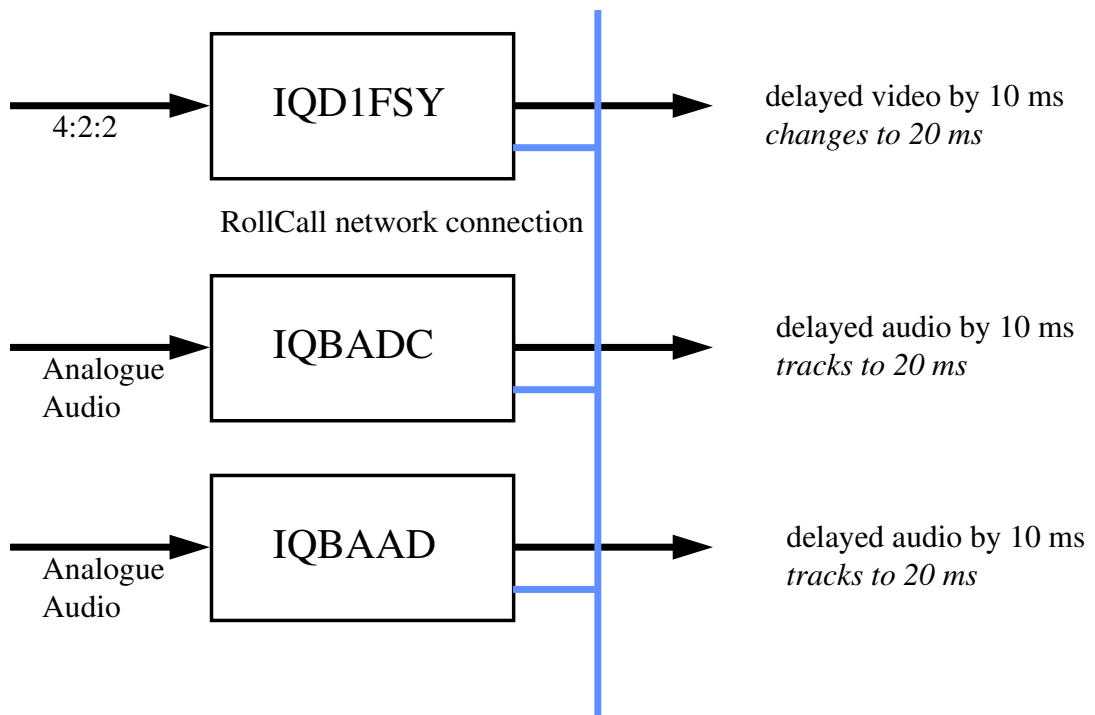 IQD1FSY
4:2:2
delayed video by 10 ms
changes to 20 ms
RollCall network connection
IQBADC
Analogue
Audio
delayed audio by 10 ms
tracks to 20 ms
IQBAAD
Analogue
Audio
delayed audio by 10 ms
tracks to 20 ms